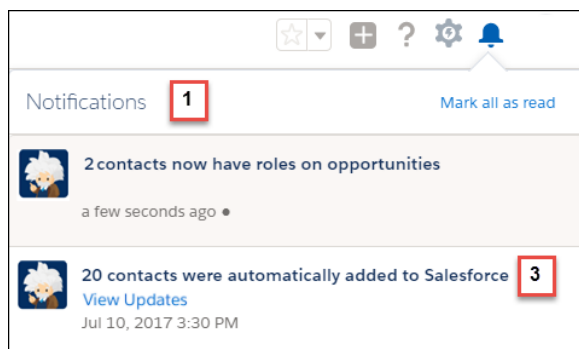 ?
Notifications 1 Mark all as read
2 contacts now have roles on opportunities
a few seconds ago •
20 contacts were automatically added to Salesforce 3
View Updates
Jul 10, 2017 3:30 PM